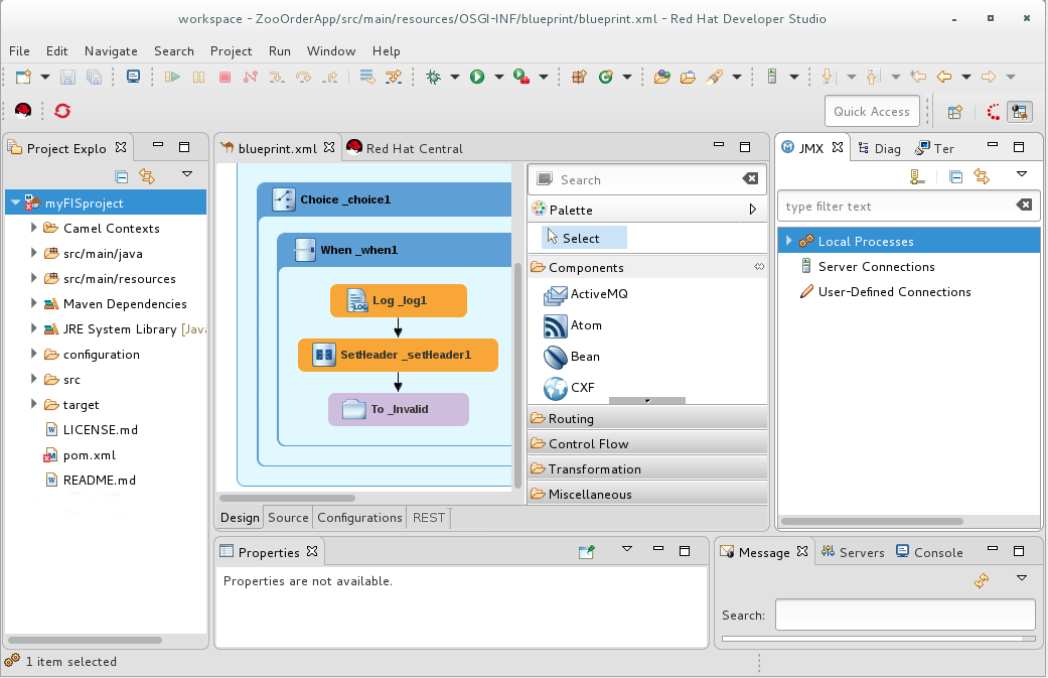 workspace - ZooOrderApp/src/main/resources/OSGI-INF/blueprint/blueprint.xml - Red Hat Developer Studio
File Edit Navigate Search Project Run Window Help
Quick Access
Project Explo
myFISproject
Camel Contexts
src/main/java
src/main/resources
Maven Dependencies
JRE System Library [Java
configuration
src
target
LICENSE.md
pom.xml
README.md
blueprint.xml Red Hat Central
Choice _choice1
When _when1
LOG Log _log1
SetHeader _setHeader1
To _Invalid
Search
Palette
Select
Components
ActiveMQ
Atom
Bean
CXF
Routing
Control Flow
Transformation
Miscellaneous
Design Source Configurations REST
JMX Diag Ter
type filter text
Local Processes
Server Connections
User-Defined Connections
Properties
Properties are not available.
Message Servers Console
Search:
1 item selected